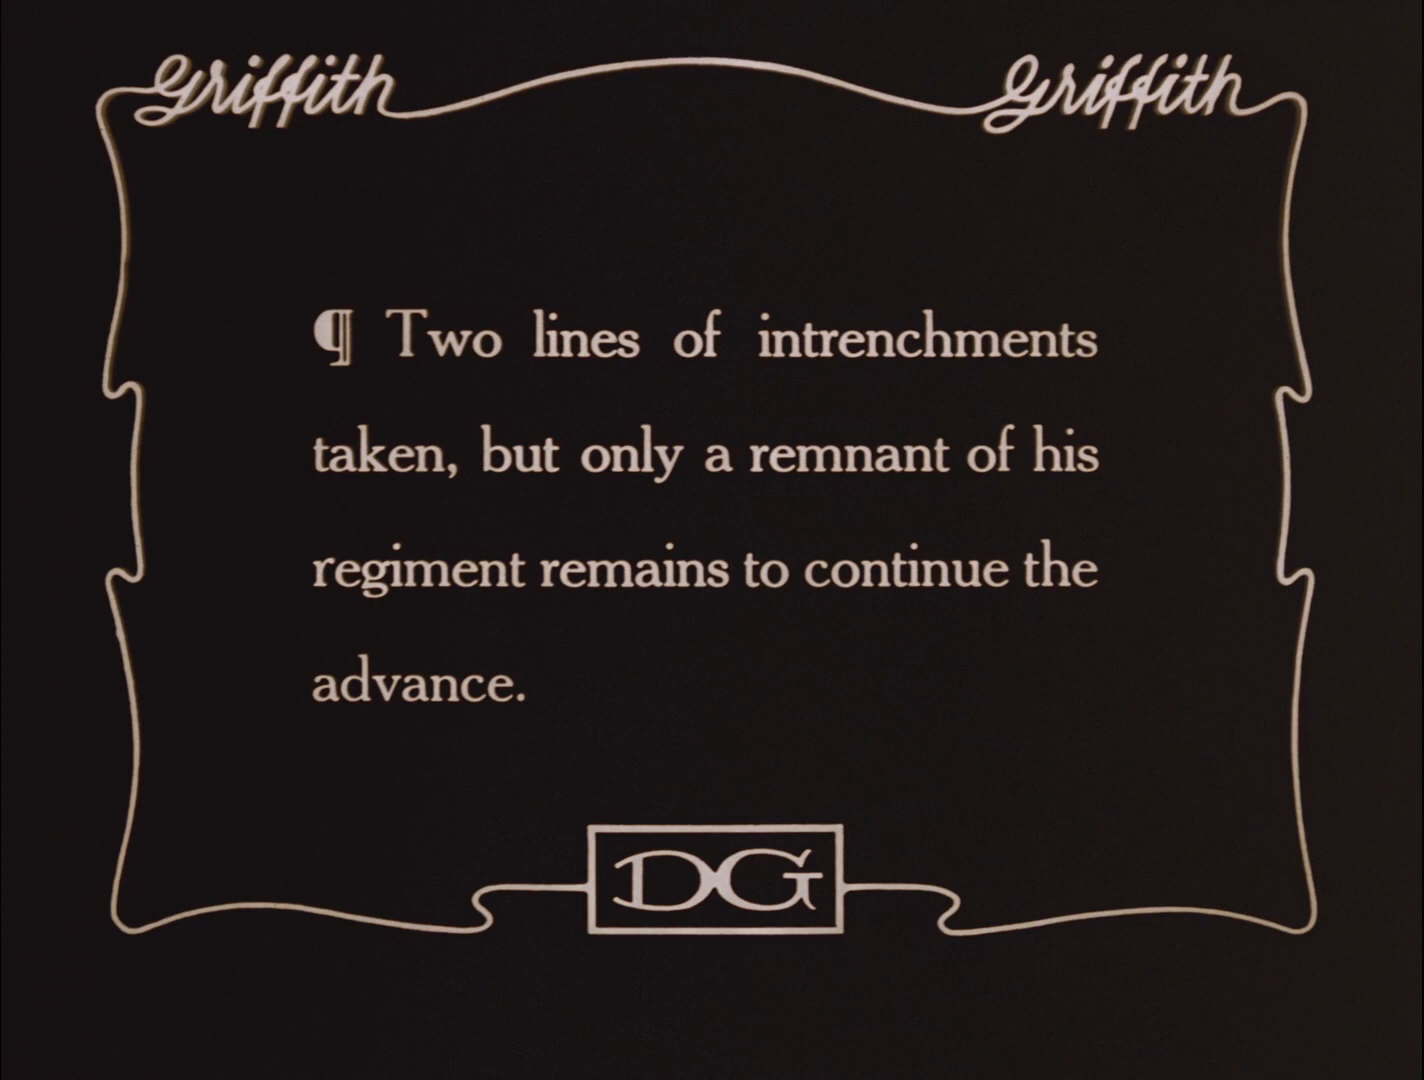 Griffith Griffith
¶ Two lines of intrenchments
taken, but only a remnant of his
regiment remains to continue the
advance.
DG